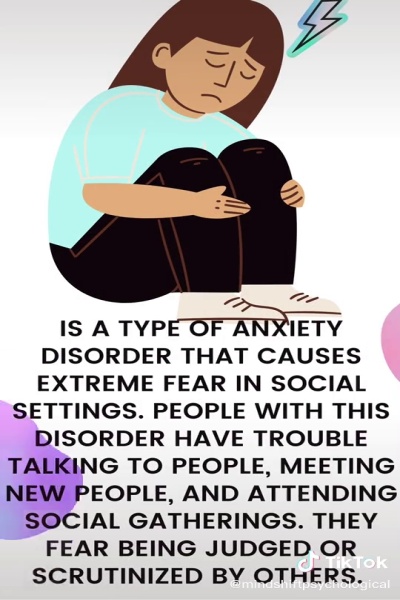 IS A TYPE OF ANXIETY
DISORDER THAT CAUSES
EXTREME FEAR IN SOCIAL
SETTINGS. PEOPLE WITH THIS
DISORDER HAVE TROUBLE
TALKING TO PEOPLE, MEETING
NEW PEOPLE, AND ATTENDING
SOCIAL GATHERINGS. THEY
FEAR BEING JUDGED OR
SCRUTINIZED BY OTHERS.
TikTok
@mindshiftpsychological